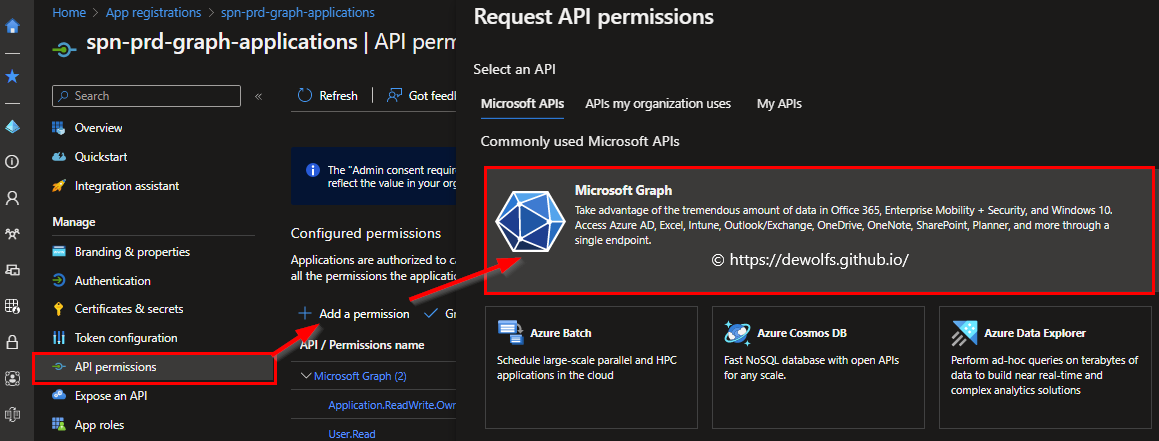 Home > App registrations > spn-prd-graph-applications
spn-prd-graph-applications | API perm
Search
«
Overview
Quickstart
Integration assistant
Manage
Branding & properties
Authentication
Certificates & secrets
Token configuration
API permissions
Expose an API
App roles
Refresh
Got feed
The "Admin consent require
reflect the value in your org
Configured permissions
Applications are authorized to ca
all the permissions the applicatio
Add a permission
Gr
API / Permissions name
Microsoft Graph (2)
Application.ReadWrite.Own
User.Read
Request API permissions
Select an API
Microsoft APIs APIs my organization uses My APIs
Commonly used Microsoft APIs
Microsoft Graph
Take advantage of the tremendous amount of data in Office 365, Enterprise Mobility + Security, and Windows 10.
Access Azure AD, Excel, Intune, Outlook/Exchange, OneDrive, OneNote, SharePoint, Planner, and more through a
single endpoint.
© https://dewolfs.github.io/
Azure Batch
Schedule large-scale parallel and HPC
applications in the cloud
Azure Cosmos DB
Fast NoSQL database with open APIs
for any scale.
Azure Data Explorer
Perform ad-hoc queries on terabytes of
data to build near real-time and
complex analytics solutions